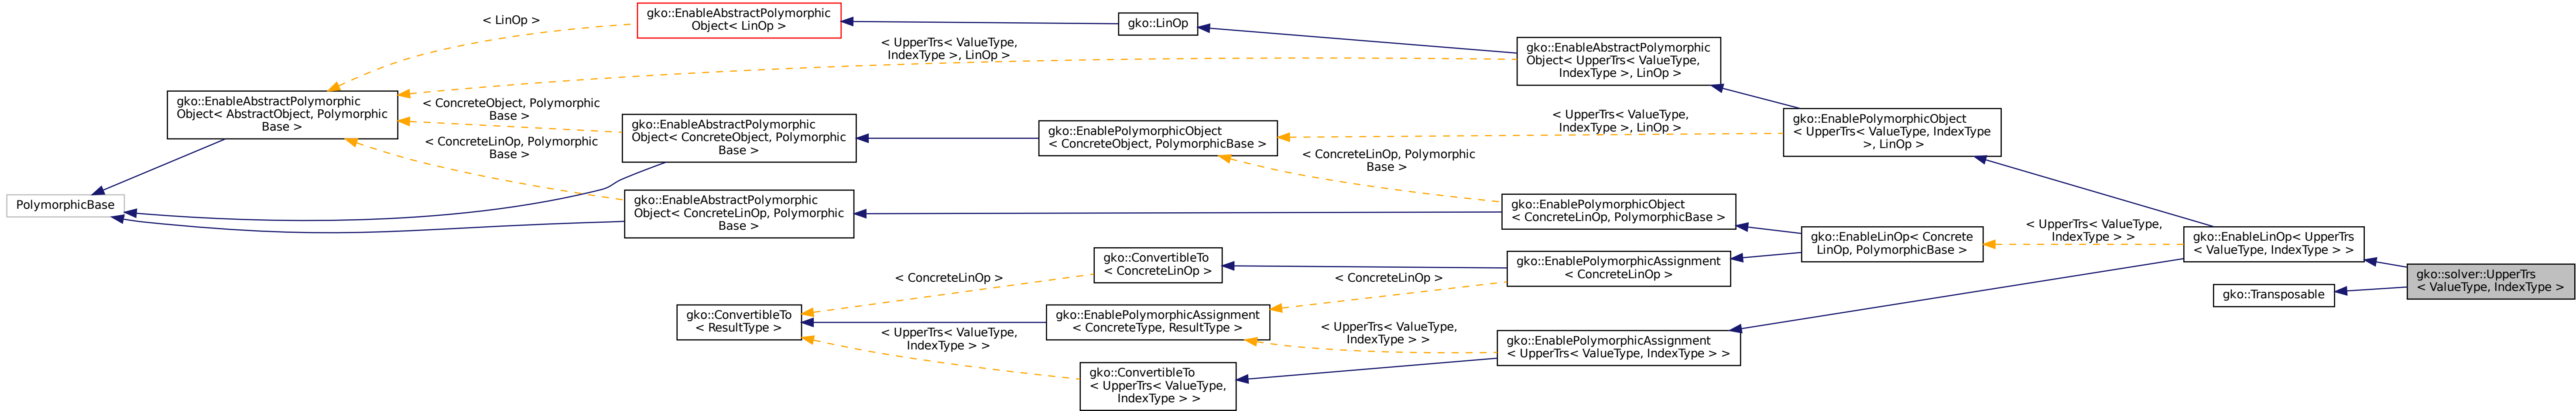 < LinOp >
gko::EnableAbstractPolymorphic
Object< LinOp >
gko::LinOp
< UpperTrs< ValueType,
IndexType >, LinOp >
gko::EnableAbstractPolymorphic
Object< UpperTrs< ValueType,
IndexType >, LinOp >
gko::EnableAbstractPolymorphic
Object< AbstractObject, Polymorphic
Base >
< ConcreteObject, Polymorphic
Base >
gko::EnableAbstractPolymorphic
Object< ConcreteObject, Polymorphic
Base >
gko::EnablePolymorphicObject
< ConcreteObject, PolymorphicBase >
< UpperTrs< ValueType,
IndexType >, LinOp >
gko::EnablePolymorphicObject
< UpperTrs< ValueType, IndexType
>, LinOp >
< ConcreteLinOp, Polymorphic
Base >
< ConcreteLinOp, Polymorphic
Base >
PolymorphicBase
gko::EnableAbstractPolymorphic
Object< ConcreteLinOp, Polymorphic
Base >
gko::EnablePolymorphicObject
< ConcreteLinOp, PolymorphicBase >
gko::EnableLinOp< Concrete
LinOp, PolymorphicBase >
< UpperTrs< ValueType,
IndexType > >
gko::EnableLinOp< UpperTrs
< ValueType, IndexType > >
gko::ConvertibleTo
< ConcreteLinOp >
gko::EnablePolymorphicAssignment
< ConcreteLinOp >
< ConcreteLinOp >
< ConcreteLinOp >
gko::solver::UpperTrs
< ValueType, IndexType >
gko::Transposable
gko::ConvertibleTo
< ResultType >
gko::EnablePolymorphicAssignment
< ConcreteType, ResultType >
< UpperTrs< ValueType,
IndexType > >
< UpperTrs< ValueType,
IndexType > >
gko::EnablePolymorphicAssignment
< UpperTrs< ValueType, IndexType > >
gko::ConvertibleTo
< UpperTrs< ValueType,
IndexType > >